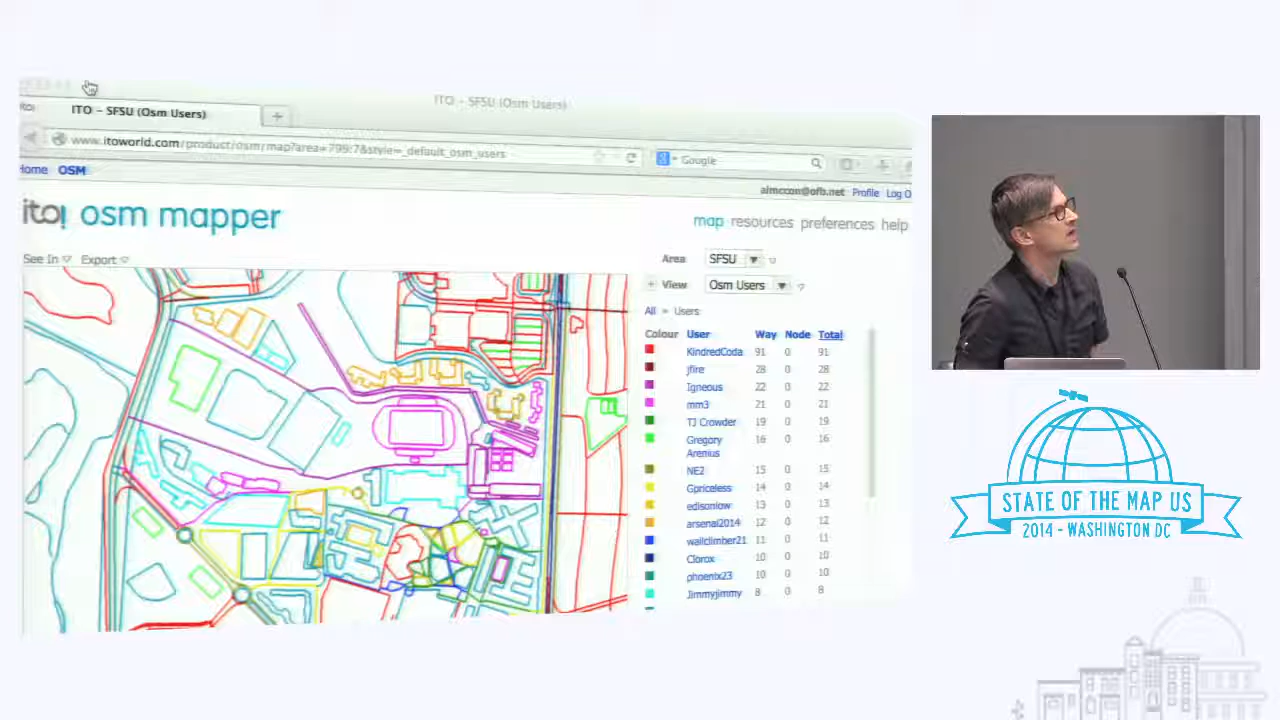 ITO - SFSU (Osm Users)
ITO - SFSU (Osm Users)
www.itoworld.com/product/osm/map?area=799:7&style=_default_osm_users
Google
Home OSM
almccon@ofb.net Profile Log O
ito! osm mapper
map resources preferences help
See In Export
Area SFSU
View Osm Users
All » Users
Colour User Way Node Total
KindredCoda 91 0 91
jfire 28 0 28
Igneous 22 0 22
mm3 21 0 21
TJ Crowder 19 0 19
Gregory Arenius 16 0 16
NE2 15 0 15
Gpriceless 14 0 14
edisonlow 13 0 13
arsenal2014 12 0 12
wallclimber21 11 0 11
Clorox 10 0 10
phoenix23 10 0 10
Jimmyjimmy 8 0 8
STATE OF THE MAP US
2014 - WASHINGTON DC